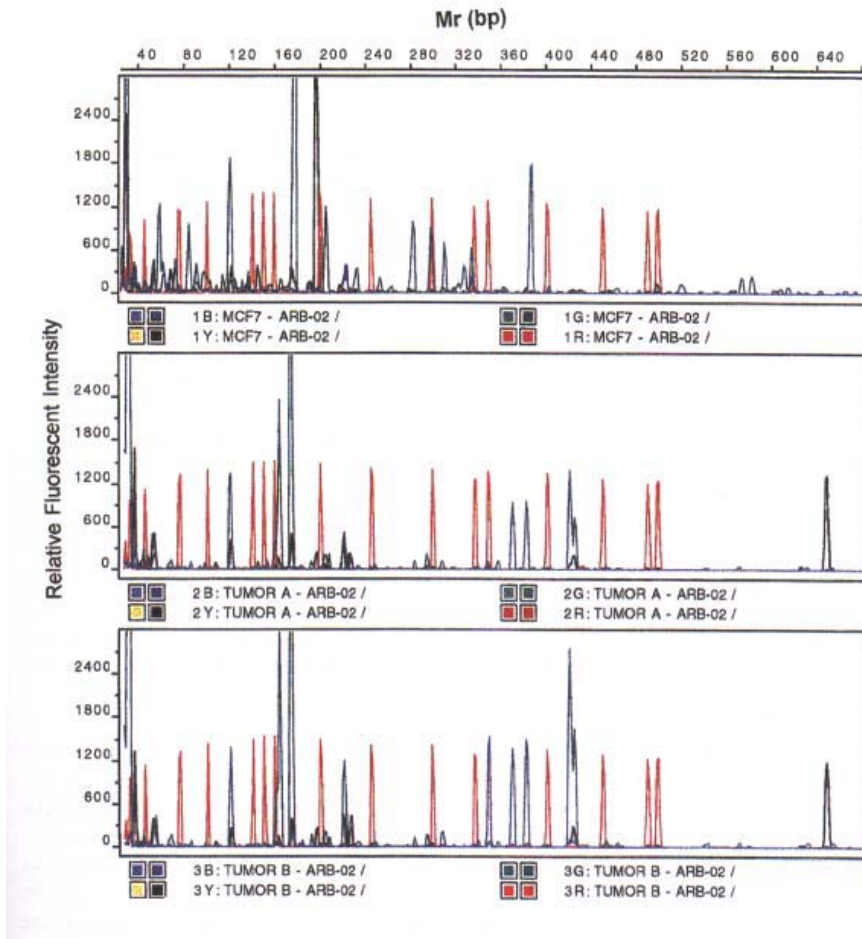 Mr (bp)
40 80 120 160 200 240 280 320 360 400 440 480 520 560 600 640
Relative Fluorescent Intensity
2400
1800
1200
600
0
1B: MCF7 - ARB-02 / 1G: MCF7 - ARB-02 /
1Y: MCF7 - ARB-02 / 1R: MCF7 - ARB-02 /
2400
1800
1200
600
0
2B: TUMOR A - ARB-02 / 2G: TUMOR A - ARB-02 /
2Y: TUMOR A - ARB-02 / 2R: TUMOR A - ARB-02 /
2400
1800
1200
600
0
3B: TUMOR B - ARB-02 / 3G: TUMOR B - ARB-02 /
3Y: TUMOR B - ARB-02 / 3R: TUMOR B - ARB-02 /